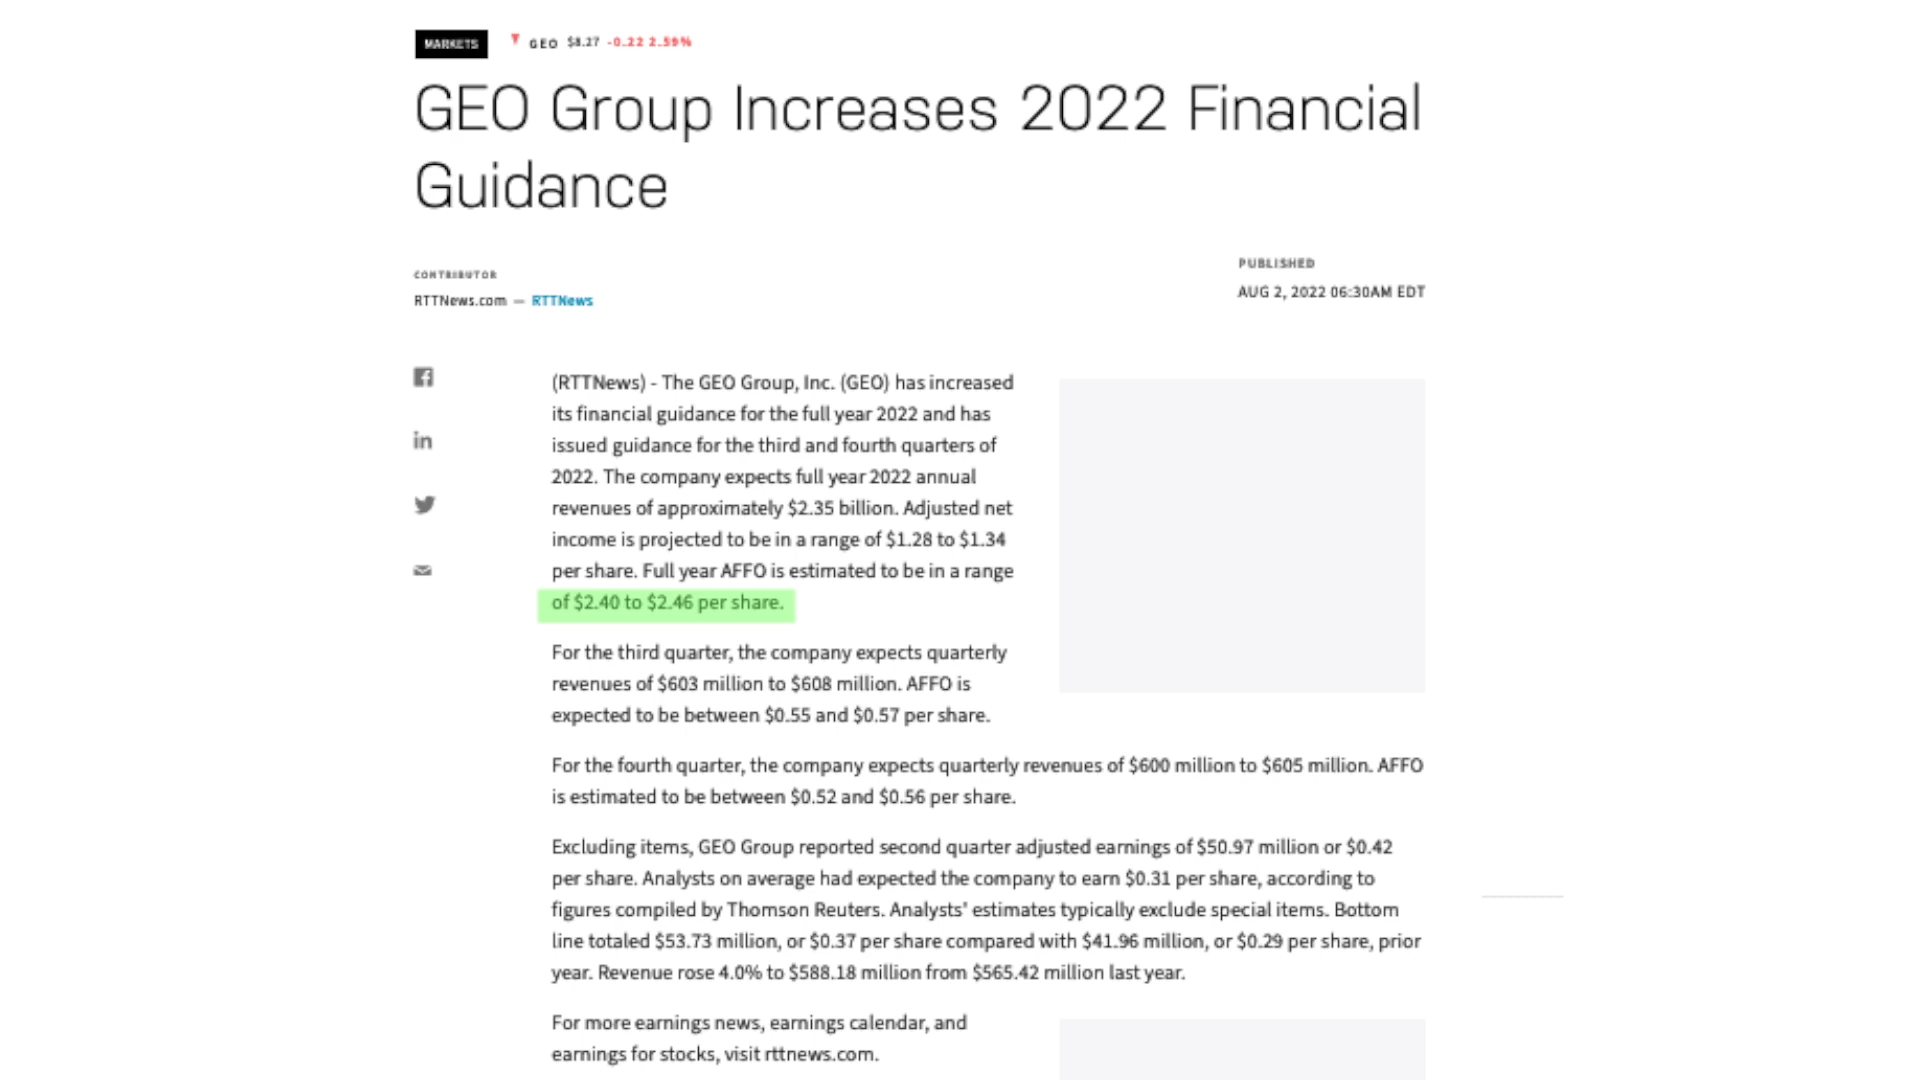 MARKETS GEO $8.27 -0.22 2.59%
GEO Group Increases 2022 Financial
Guidance
CONTRIBUTOR
RTTNews.com — RTTNews
PUBLISHED
AUG 2, 2022 06:30AM EDT
(RTTNews) - The GEO Group, Inc. (GEO) has increased
its financial guidance for the full year 2022 and has
issued guidance for the third and fourth quarters of
2022. The company expects full year 2022 annual
revenues of approximately $2.35 billion. Adjusted net
income is projected to be in a range of $1.28 to $1.34
per share. Full year AFFO is estimated to be in a range
of $2.40 to $2.46 per share.
For the third quarter, the company expects quarterly
revenues of $603 million to $608 million. AFFO is
expected to be between $0.55 and $0.57 per share.
For the fourth quarter, the company expects quarterly revenues of $600 million to $605 million. AFFO
is estimated to be between $0.52 and $0.56 per share.
Excluding items, GEO Group reported second quarter adjusted earnings of $50.97 million or $0.42
per share. Analysts on average had expected the company to earn $0.31 per share, according to
figures compiled by Thomson Reuters. Analysts' estimates typically exclude special items. Bottom
line totaled $53.73 million, or $0.37 per share compared with $41.96 million, or $0.29 per share, prior
year. Revenue rose 4.0% to $588.18 million from $565.42 million last year.
For more earnings news, earnings calendar, and
earnings for stocks, visit rttnews.com.